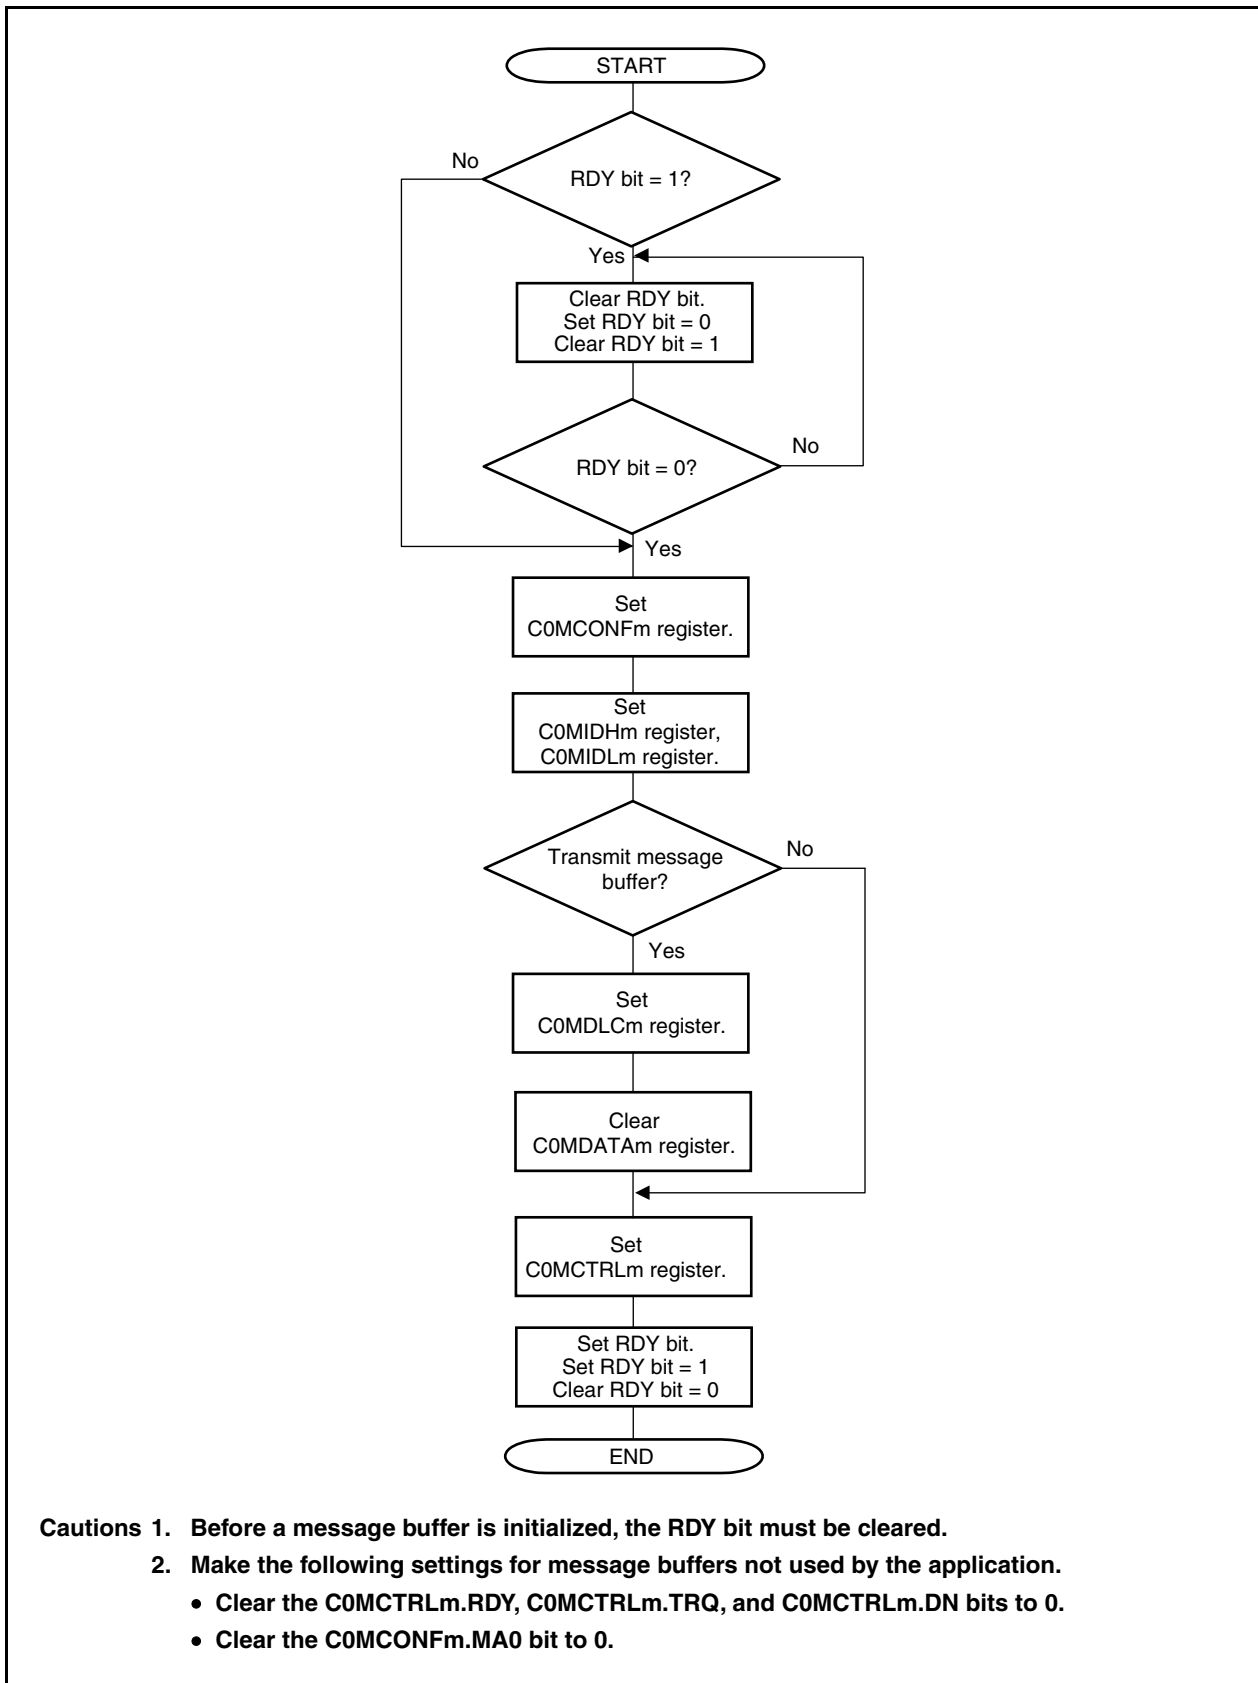 START
No
RDY bit = 1?
Yes
Clear RDY bit.
Set RDY bit = 0
Clear RDY bit = 1
No
RDY bit = 0?
Yes
Set
C0MCONFm register.
Set
C0MIDHm register,
C0MIDLm register.
No
Transmit message
buffer?
Yes
Set
C0MDLCm register.
Clear
C0MDATAm register.
Set
C0MCTRLm register.
Set RDY bit.
Set RDY bit = 1
Clear RDY bit = 0
END
Cautions 1. Before a message buffer is initialized, the RDY bit must be cleared.
2. Make the following settings for message buffers not used by the application.
• Clear the C0MCTRLm.RDY, C0MCTRLm.TRQ, and C0MCTRLm.DN bits to 0.
• Clear the C0MCONFm.MA0 bit to 0.